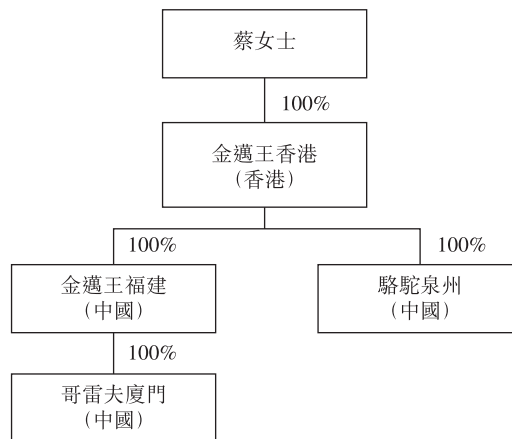 蔡女士
100%
金邁王香港
(香港)
100%
100%
金邁王福建
(中國)
駱駝泉州
(中國)
100%
哥雷夫廈門
(中國)